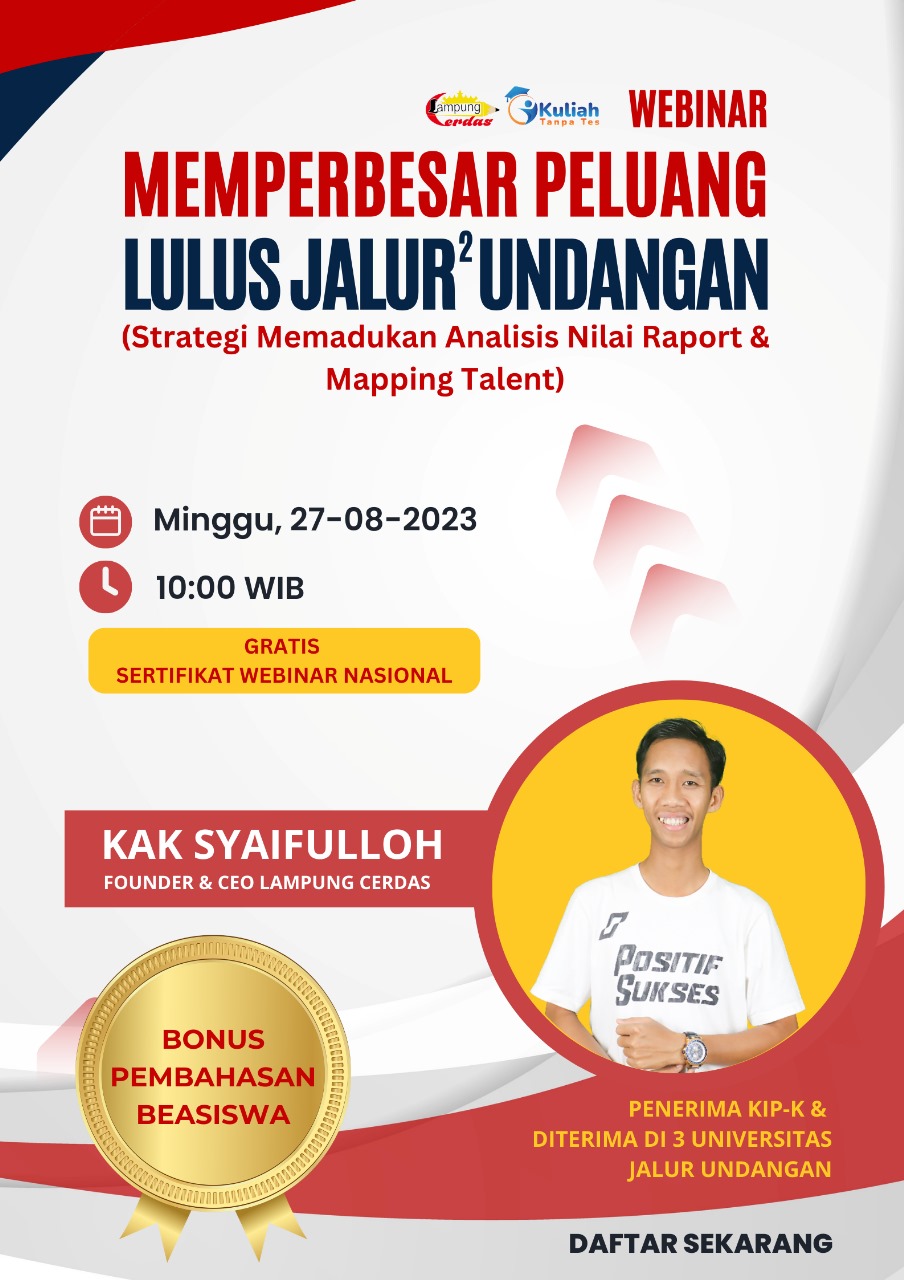 Lampung Cerdas
Kuliah
Tanpa Tes
WEBINAR
MEMPERBESAR PELUANG
LULUS JALUR² UNDANGAN
(Strategi Memadukan Analisis Nilai Raport &
Mapping Talent)
Minggu, 27-08-2023
10:00 WIB
GRATIS
SERTIFIKAT WEBINAR NASIONAL
KAK SYAIFULLOH
FOUNDER & CEO LAMPUNG CERDAS
POSITIF
SUKSES
BONUS
PEMBAHASAN
BEASISWA
PENERIMA KIP-K &
DITERIMA DI 3 UNIVERSITAS
JALUR UNDANGAN
DAFTAR SEKARANG